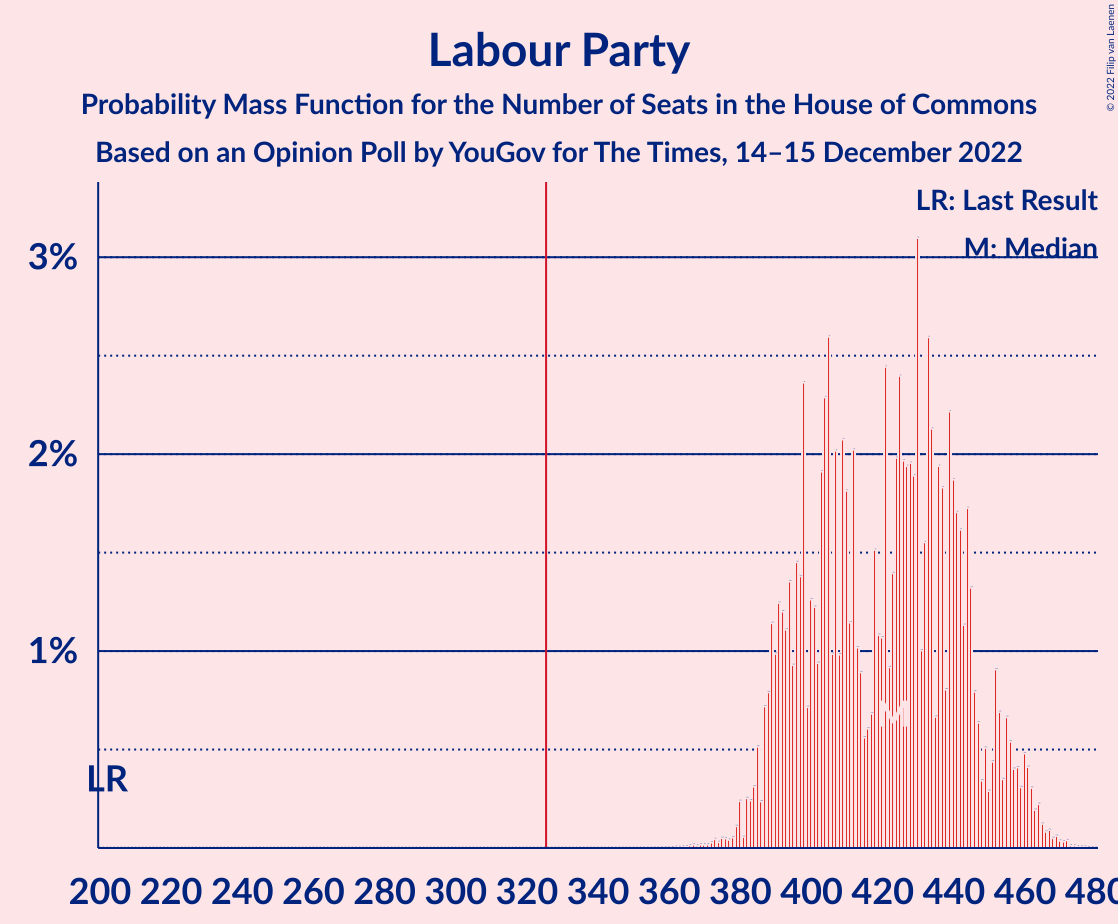 Labour Party
Probability Mass Function for the Number of Seats in the House of Commons
Based on an Opinion Poll by YouGov for The Times, 14–15 December 2022
© 2022 Filip van Laenen
LR: Last Result
M: Median
3%
2%
1%
LR
M
200 220 240 260 280 300 320 340 360 380 400 420 440 460 480